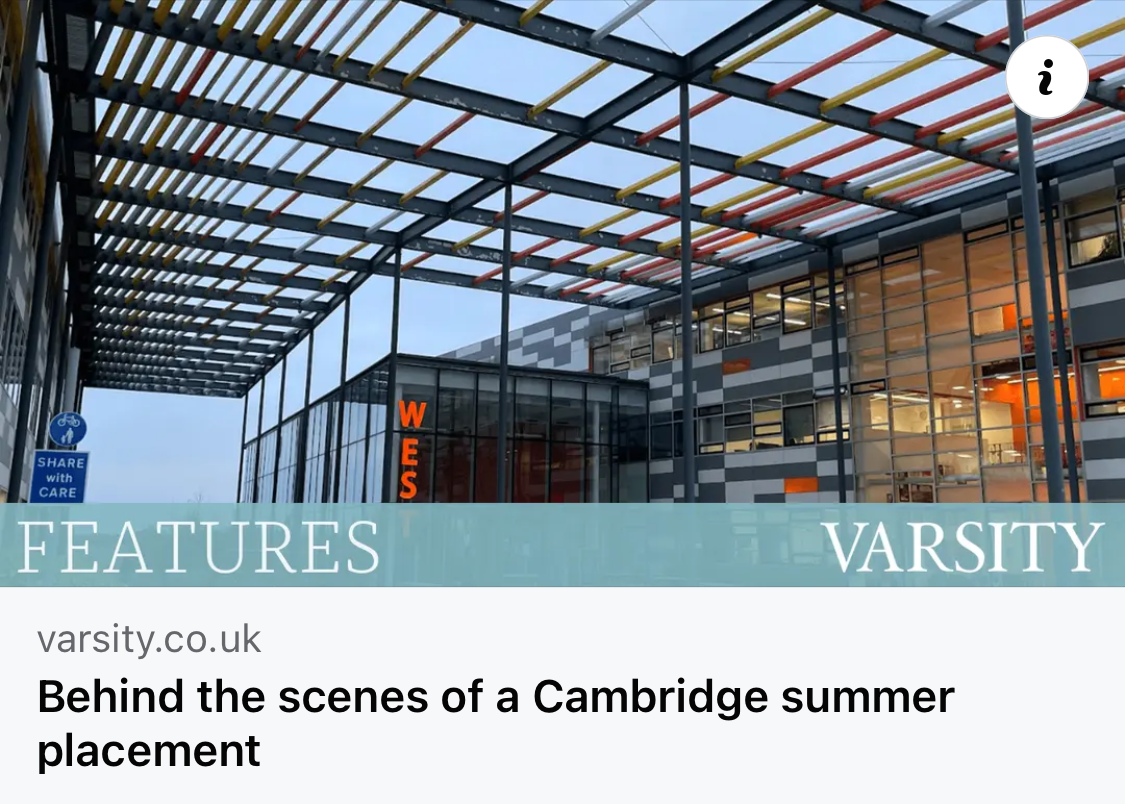 i
SHARE
with
CARE
WES
FEATURES
VARSITY
varsity.co.uk
Behind the scenes of a Cambridge summer
placement